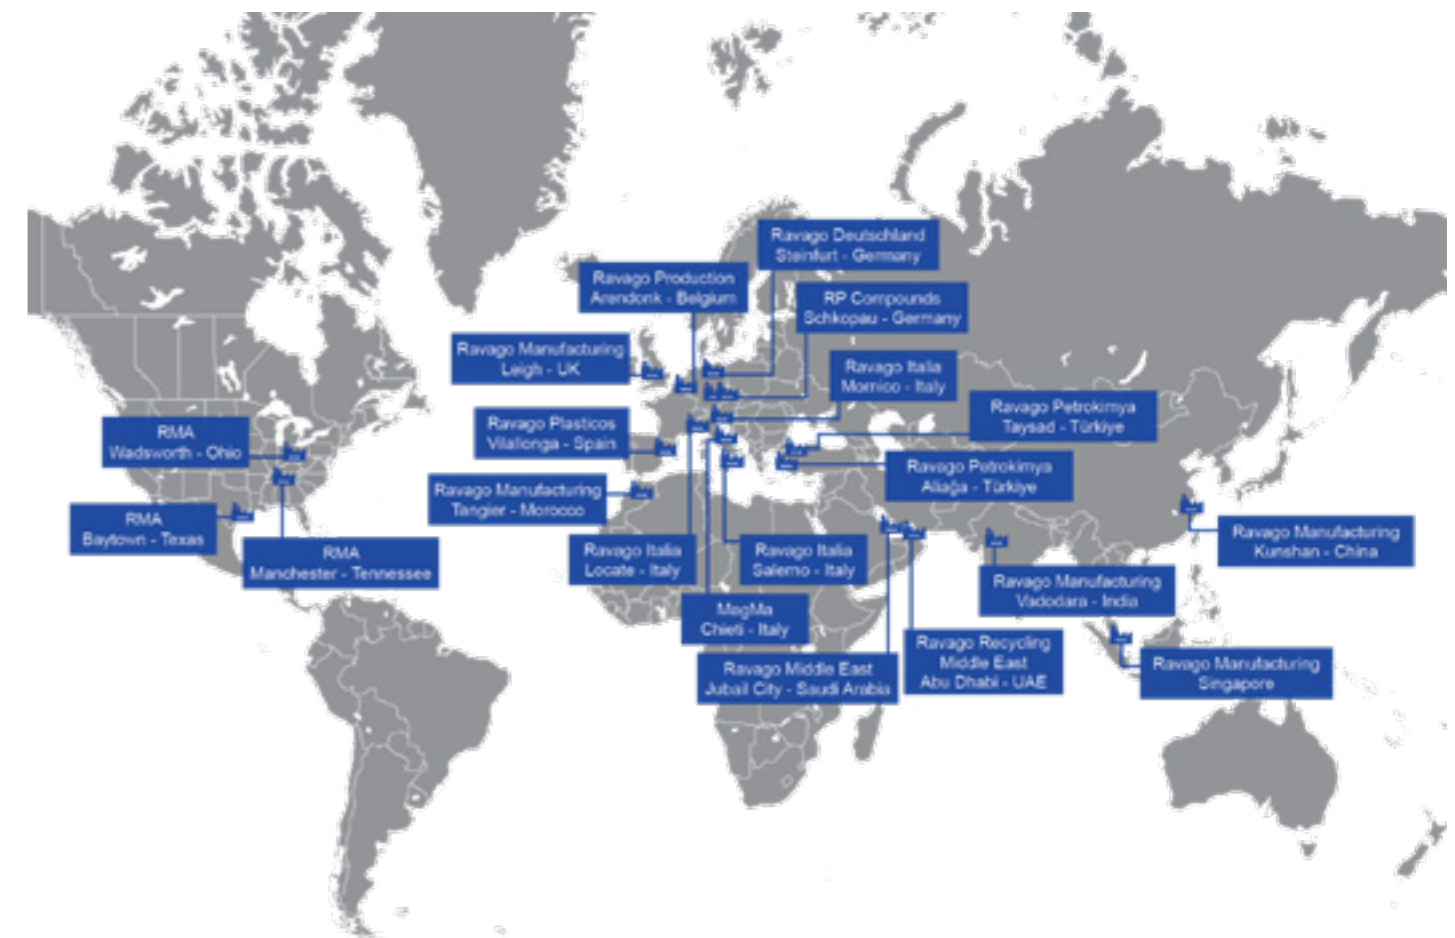 Ravago Deutschland
Steinfurt - Germany
Ravago Production
Arendonk - Belgium
RP Compounds
Schkopau - Germany
Ravago Manufacturing
Leigh - UK
Ravago Italia
Mornico - Italy
Ravago Petrokimya
Taysad - Türkiye
Ravago Plasticos
Vilallonga - Spain
RMA
Wadsworth - Ohio
Ravago Petrokimya
Aliağa - Türkiye
Ravago Manufacturing
Tangier - Morocco
RMA
Baytown - Texas
Ravago Manufacturing
Kunshan - China
RMA
Manchester - Tennessee
Ravago Italia
Locate - Italy
Ravago Italia
Salerno - Italy
Ravago Manufacturing
Vadodara - India
MagMa
Chieti - Italy
Ravago Recycling
Middle East
Abu Dhabi - UAE
Ravago Middle East
Jubail City - Saudi Arabia
Ravago Manufacturing
Singapore